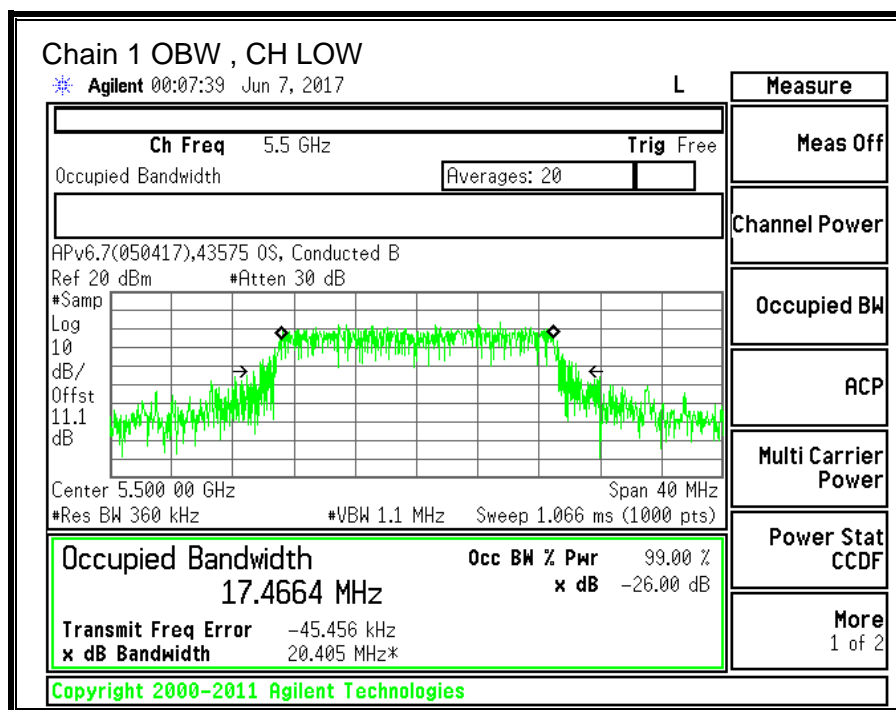 Chain 1 OBW , CH LOW
Agilent 00:07:39 Jun 7, 2017 L
Measure
Ch Freq 5.5 GHz Trig Free
Meas Off
Occupied Bandwidth Averages: 20
Channel Power
APv6.7(050417),43575 OS, Conducted B
Ref 20 dBm #Atten 30 dB
#Samp
Log
10
dB/
Offst
11.1
dB
Occupied BW
ACP
Center 5.500 00 GHz Span 40 MHz
#Res BW 360 kHz #VBW 1.1 MHz Sweep 1.066 ms (1000 pts)
Multi Carrier
Power
Occupied Bandwidth Occ BW % Pwr 99.00 %
17.4664 MHz x dB -26.00 dB
Transmit Freq Error -45.456 kHz
x dB Bandwidth 20.405 MHz*
Power Stat
CCDF
More
1 of 2
Copyright 2000-2011 Agilent Technologies